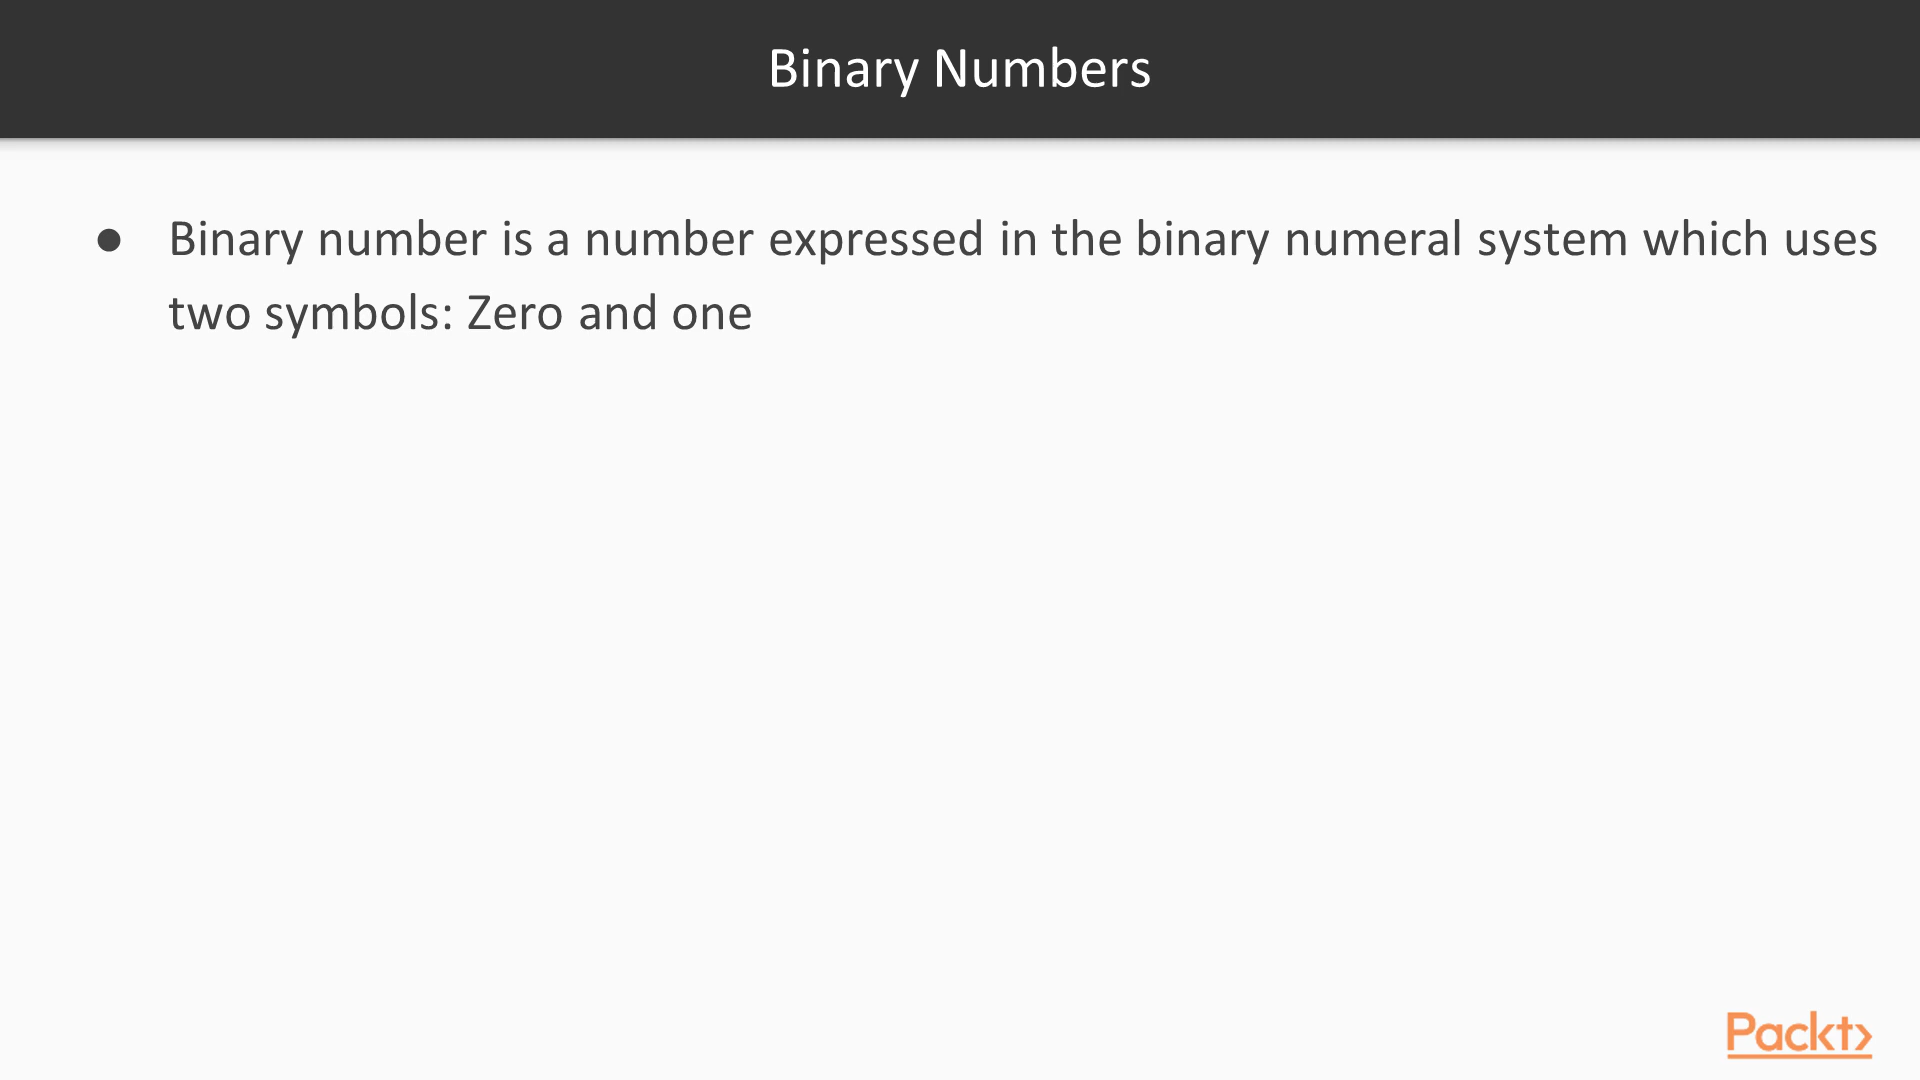 Binary Numbers
● Binary number is a number expressed in the binary numeral system which uses
two symbols: Zero and one
Packt>